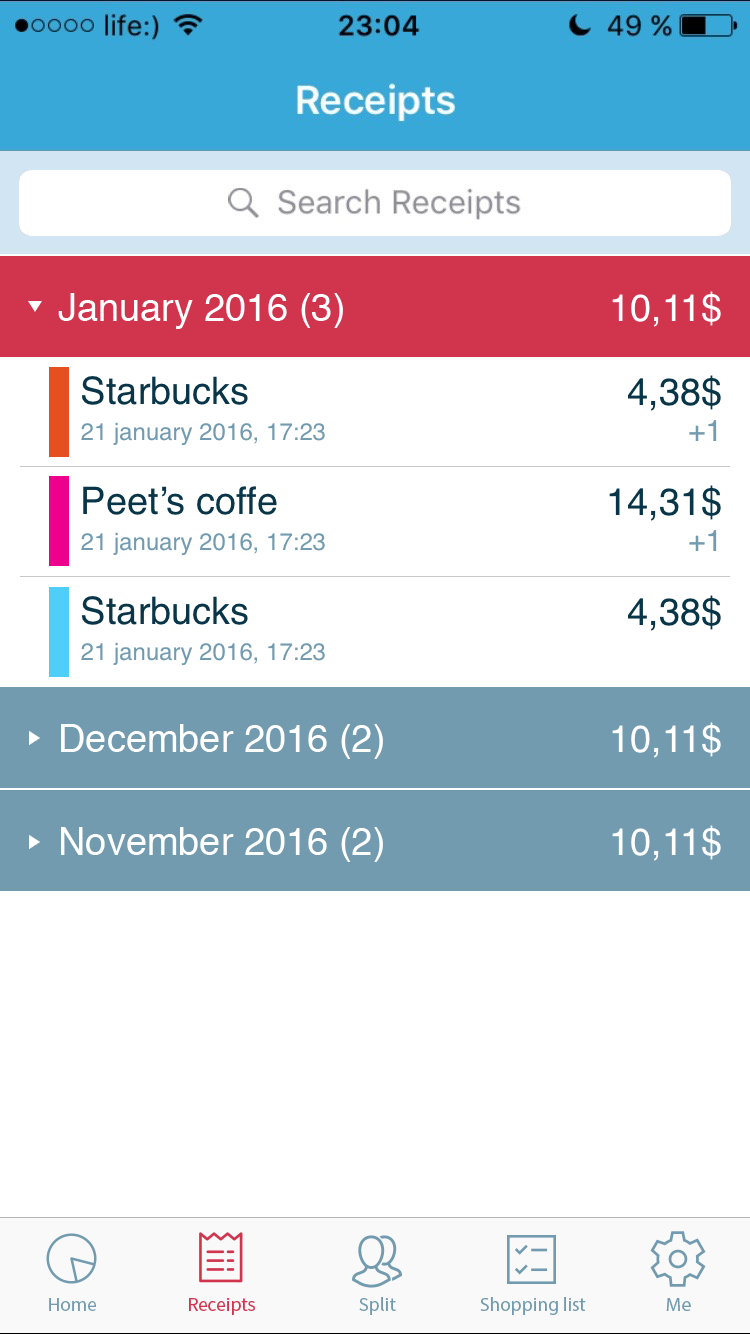 life:) 23:04 49 %
Receipts
Search Receipts
January 2016 (3) 10,11$
Starbucks 4,38$
21 january 2016, 17:23 +1
Peet's coffe 14,31$
21 january 2016, 17:23 +1
Starbucks 4,38$
21 january 2016, 17:23
December 2016 (2) 10,11$
November 2016 (2) 10,11$
Home Receipts Split Shopping list Me